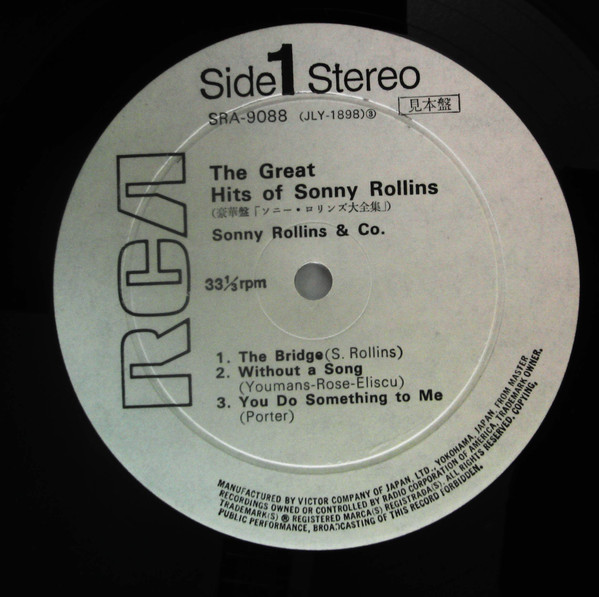 Side 1 Stereo
見本盤
SRA-9088 (JLY-1898)Ⓢ
RCA
The Great
Hits of Sonny Rollins
(豪華盤「ソニー・ロリンズ大全集」)
Sonny Rollins & Co.
33⅓rpm
1. The Bridge(S. Rollins)
2. Without a Song
(Youmans-Rose-Eliscu)
3. You Do Something to Me
(Porter)
MANUFACTURED BY VICTOR COMPANY OF JAPAN, LTD., YOKOHAMA, JAPAN, FROM MASTER
RECORDINGS OWNED OR CONTROLLED BY RADIO CORPORATION OF AMERICA, TRADEMARK OWNER.
TRADEMARK(S) ® REGISTERED MARCA(S) REGISTRADA(S). ALL RIGHTS RESERVED. COPYING,
PUBLIC PERFORMANCE, BROADCASTING OF THIS RECORD FORBIDDEN.